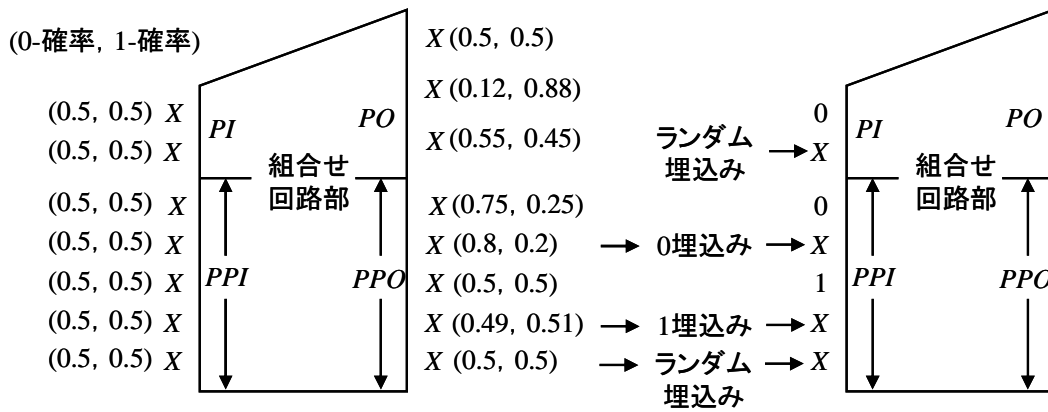 (0-確率, 1-確率)
(0.5, 0.5) X
(0.5, 0.5) X
(0.5, 0.5) X
(0.5, 0.5) X
(0.5, 0.5) X
(0.5, 0.5) X
(0.5, 0.5) X
PI
PO
組合せ
回路部
PPI
PPO
X (0.5, 0.5)
X (0.12, 0.88)
X (0.55, 0.45)
X (0.75, 0.25)
X (0.8, 0.2)
X (0.5, 0.5)
X (0.49, 0.51)
X (0.5, 0.5)
ランダム
埋込み
0埋込み
1埋込み
ランダム
埋込み
0
X
0
X
1
X
X
PI
PO
組合せ
回路部
PPI
PPO